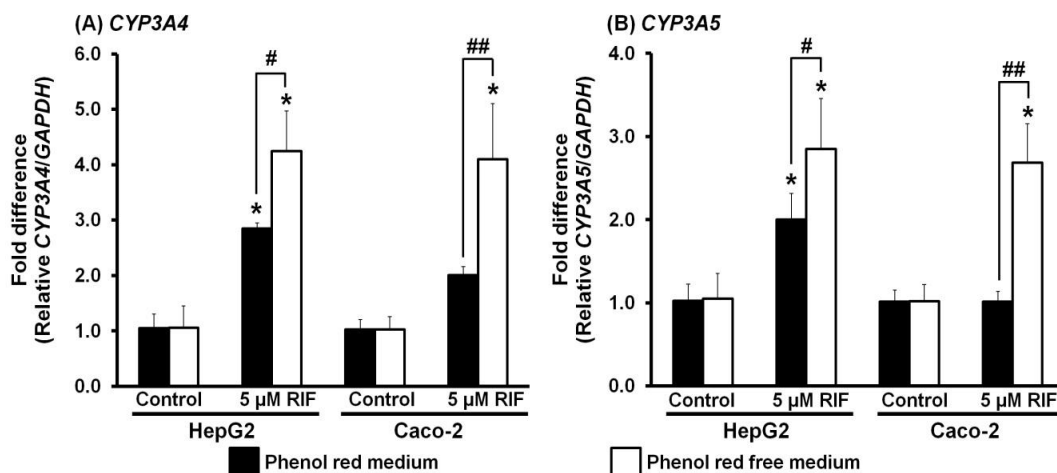 (A) CYP3A4
Fold difference
(Relative CYP3A4/GAPDH)
6.0
5.0
4.0
3.0
2.0
1.0
0.0
#
*
*
##
*
Control
5 µM RIF
Control
5 µM RIF
HepG2
Caco-2
(B) CYP3A5
Fold difference
(Relative CYP3A5/GAPDH)
4.0
3.0
2.0
1.0
0.0
#
*
*
##
*
Control
5 µM RIF
Control
5 µM RIF
HepG2
Caco-2
Phenol red medium
Phenol red free medium